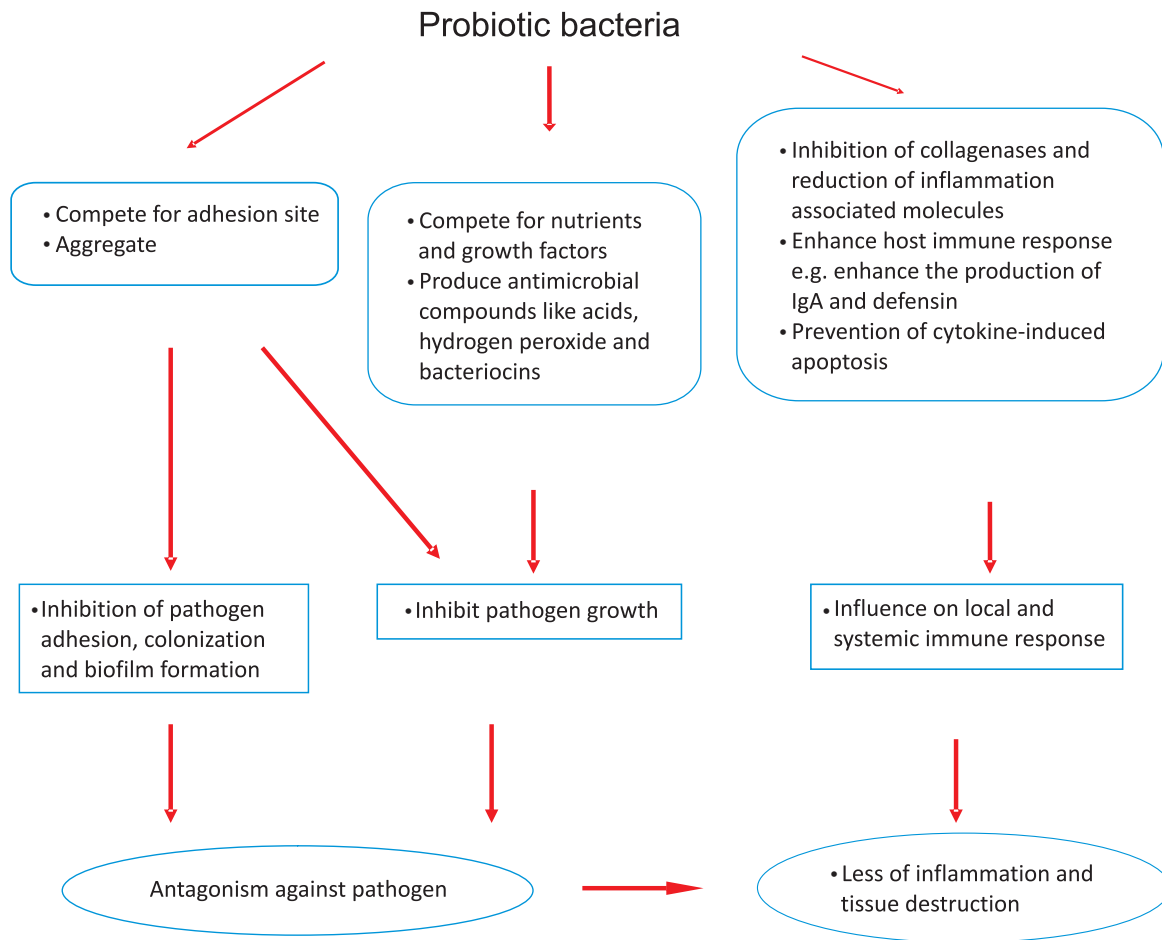 Probiotic bacteria
• Compete for adhesion site
• Aggregate
• Compete for nutrients
and growth factors
• Produce antimicrobial
compounds like acids,
hydrogen peroxide and
bacteriocins
• Inhibition of collagenases and
reduction of inflammation
associated molecules
• Enhance host immune response
e.g. enhance the production of
IgA and defensin
• Prevention of cytokine-induced
apoptosis
• Inhibition of pathogen
adhesion, colonization
and biofilm formation
• Inhibit pathogen growth
• Influence on local and
systemic immune response
Antagonism against pathogen
• Less of inflammation and
tissue destruction